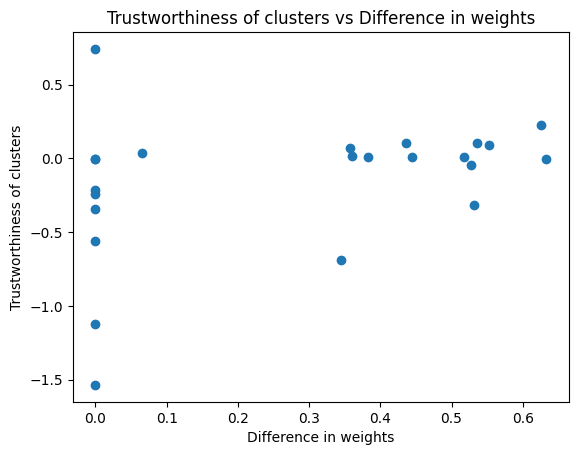 Trustworthiness of clusters vs Difference in weights
Trustworthiness of clusters
0.5
0.0
−0.5
−1.0
−1.5
0.0 0.1 0.2 0.3 0.4 0.5 0.6
Difference in weights